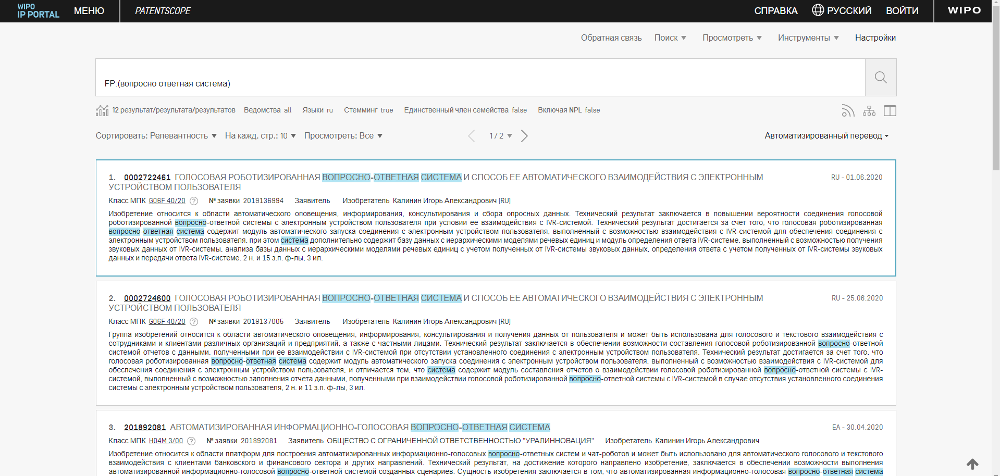 WIPO
IP PORTAL МЕНЮ PATENTSCOPE СПРАВКА РУССКИЙ ВОЙТИ WIPO
Обратная связь Поиск Просмотреть Инструменты Настройки
FP:(вопросно ответная система)
12 результат/результата/результатов Ведомства all Языки ru Стемминг true Единственный член семейства false Включая NPL false
Сортировать: Релевантность На кажд. стр.: 10 Просмотреть: Все 1 / 2 Автоматизированный перевод
1. 0002722461 ГОЛОСОВАЯ РОБОТИЗИРОВАННАЯ ВОПРОСНО-ОТВЕТНАЯ СИСТЕМА И СПОСОБ ЕЕ АВТОМАТИЧЕСКОГО ВЗАИМОДЕЙСТВИЯ С ЭЛЕКТРОННЫМ RU - 01.06.2020
УСТРОЙСТВОМ ПОЛЬЗОВАТЕЛЯ
Класс МПК G06F 40/20 ? № заявки 2019136994 Заявитель Изобретатель Калинин Игорь Александрович (RU)
Изобретение относится к области автоматического оповещения, информирования, консультирования и сбора опросных данных. Технический результат заключается в повышении вероятности соединения голосовой
роботизированной вопросно-ответной системы с электронным устройством пользователя при условии ее взаимодействия с IVR-системой. Технический результат достигается за счет того, что голосовая роботизированная
вопросно-ответная система содержит модуль автоматического запуска соединения с электронным устройством пользователя, выполненный с возможностью взаимодействия с IVR-системой для обеспечения соединения с
электронным устройством пользователя, при этом система дополнительно содержит базу данных с иерархическими моделями речевых единиц и модуль определения ответа IVR-системе, выполненный с возможностью получения
звуковых данных от IVR-системы, анализа базы данных с иерархическими моделями речевых единиц с учетом полученных от IVR-системы звуковых данных, определения ответа с учетом полученных от IVR-системы звуковых
данных и передачи ответа IVR-системе. 2 н. и 15 з.п. ф-лы, 3 ил.
2. 0002724600 ГОЛОСОВАЯ РОБОТИЗИРОВАННАЯ ВОПРОСНО-ОТВЕТНАЯ СИСТЕМА И СПОСОБ ЕЕ АВТОМАТИЧЕСКОГО ВЗАИМОДЕЙСТВИЯ С ЭЛЕКТРОННЫМ RU - 25.06.2020
УСТРОЙСТВОМ ПОЛЬЗОВАТЕЛЯ
Класс МПК G06F 40/20 ? № заявки 2019137005 Заявитель Изобретатель Калинин Игорь Александрович (RU)
Группа изобретений относится к области автоматического оповещения, информирования, консультирования и получения данных от пользователя и может быть использована для голосового и текстового взаимодействия с
сотрудниками и клиентами различных организаций и предприятий, а также с частными лицами. Технический результат заключается в обеспечении возможности составления голосовой роботизированной вопросно-ответной
системой отчетов с данными, полученными при ее взаимодействии с IVR-системой при отсутствии установленного соединения с электронным устройством пользователя. Технический результат достигается за счет того, что
голосовая роботизированная вопросно-ответная система содержит модуль автоматического запуска соединения с электронным устройством пользователя, выполненный с возможностью взаимодействия с IVR-системой для
обеспечения соединения с электронным устройством пользователя, и отличается тем, что система содержит модуль составления отчетов о взаимодействии голосовой роботизированной вопросно-ответной системы с IVR-
системой, выполненный с возможностью заполнения отчета данными, полученными при взаимодействии голосовой роботизированной вопросно-ответной системы с IVR-системой в случае отсутствия установленного соединения
системы с электронным устройством пользователя, 2 н. и 11 з.п. ф-лы, 3 ил.
3. 201892081 АВТОМАТИЗИРОВАННАЯ ИНФОРМАЦИОННО-ГОЛОСОВАЯ ВОПРОСНО-ОТВЕТНАЯ СИСТЕМА EA - 30.04.2020
Класс МПК H04M 3/00 ? № заявки 201892081 Заявитель ОБЩЕСТВО С ОГРАНИЧЕННОЙ ОТВЕТСТВЕННОСТЬЮ "УРАЛИННОВАЦИЯ" Изобретатель Калинин Игорь Александрович
Изобретение относится к области платформ для построения автоматизированных информационно-голосовых вопросно-ответных систем и чат-роботов и может быть использовано для автоматического голосового и текстового
взаимодействия с клиентами банковского и финансового сектора и других направлений. Технический результат, на достижение которого направлено изобретение, заключается в обеспечении возможности выполнения
автоматизированной информационно-голосовой вопросно-ответной системой созданных сценариев. Сущность изобретения заключается в том, что автоматизированная информационно-голосовая вопросно-ответная система